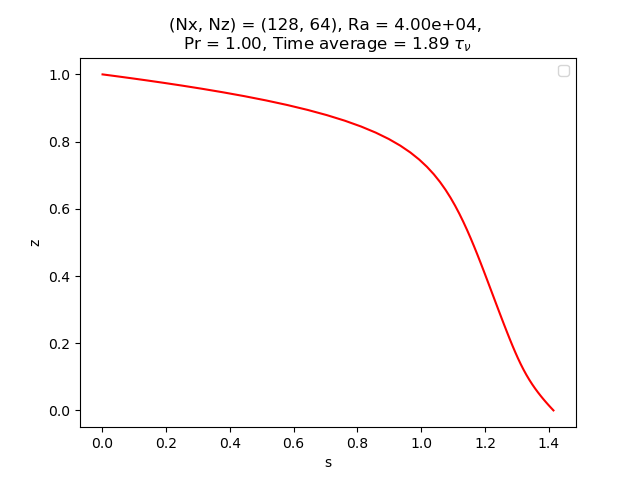 (Nx, Nz) = (128, 64), Ra = 4.00e+04,
Pr = 1.00, Time average = 1.89 τν
1.0
0.8
0.6
0.4
0.2
0.0
z
0.0 0.2 0.4 0.6 0.8 1.0 1.2 1.4
s